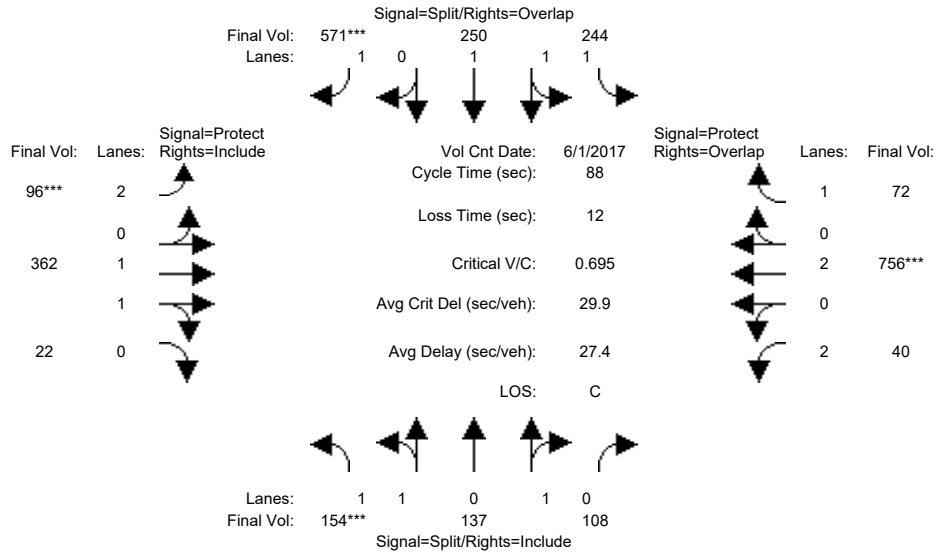 Signal=Split/Rights=Overlap
Final Vol: 571*** 250 244
Lanes: 1 0 1 1 1
Signal=Protect
Final Vol: Lanes: Rights=Include
Vol Cnt Date: 6/1/2017
Signal=Protect
Rights=Overlap Lanes: Final Vol:
Cycle Time (sec): 88
96*** 2
1 72
Loss Time (sec): 12
0
0
362 1
Critical V/C: 0.695
2 756***
1
Avg Crit Del (sec/veh): 29.9
0
22 0
Avg Delay (sec/veh): 27.4
2 40
LOS: C
Lanes: 1 1 0 1 0
Final Vol: 154*** 137 108
Signal=Split/Rights=Include